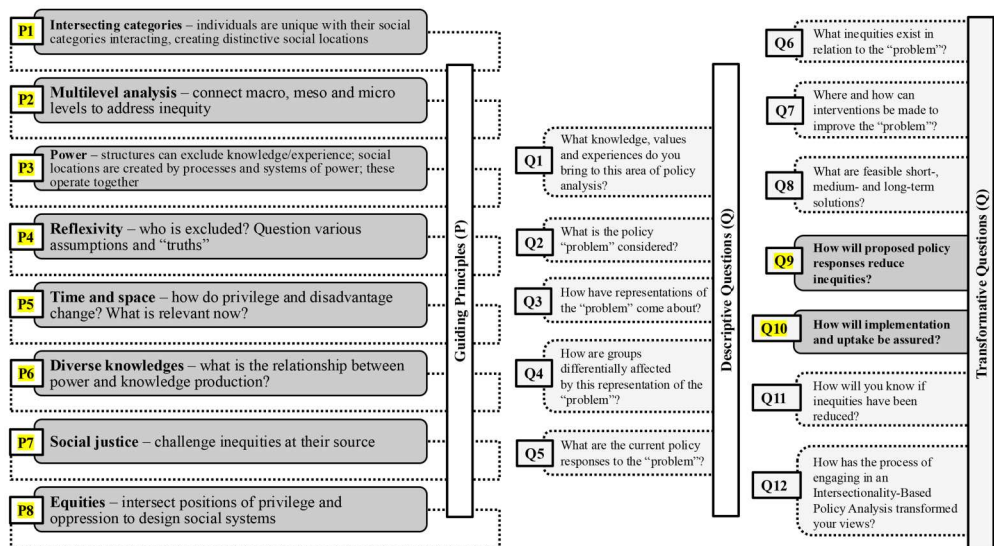 P1
Intersecting categories – individuals are unique with their social
categories interacting, creating distinctive social locations
P2
Multilevel analysis – connect macro, meso and micro
levels to address inequity
P3
Power – structures can exclude knowledge/experience; social
locations are created by processes and systems of power; these
operate together
P4
Reflexivity – who is excluded? Question various
assumptions and “truths”
P5
Time and space – how do privilege and disadvantage
change? What is relevant now?
P6
Diverse knowledges – what is the relationship between
power and knowledge production?
P7
Social justice – challenge inequities at their source
P8
Equities – intersect positions of privilege and
oppression to design social systems
Guiding Principles (P)
Q1
What knowledge, values
and experiences do you
bring to this area of policy
analysis?
Q2
What is the policy
“problem” considered?
Q3
How have representations of
the “problem” come about?
Q4
How are groups
differentially affected
by this representation of the
“problem”?
Q5
What are the current policy
responses to the “problem”?
Descriptive Questions (Q)
Q6
What inequities exist in
relation to the “problem”?
Q7
Where and how can
interventions be made to
improve the “problem”?
Q8
What are feasible short-,
medium- and long-term
solutions?
Q9
How will proposed policy
responses reduce
inequities?
Q10
How will implementation
and uptake be assured?
Q11
How will you know if
inequities have been
reduced?
Q12
How has the process of
engaging in an
Intersectionality-Based
Policy Analysis transformed
your views?
Transformative Questions (Q)